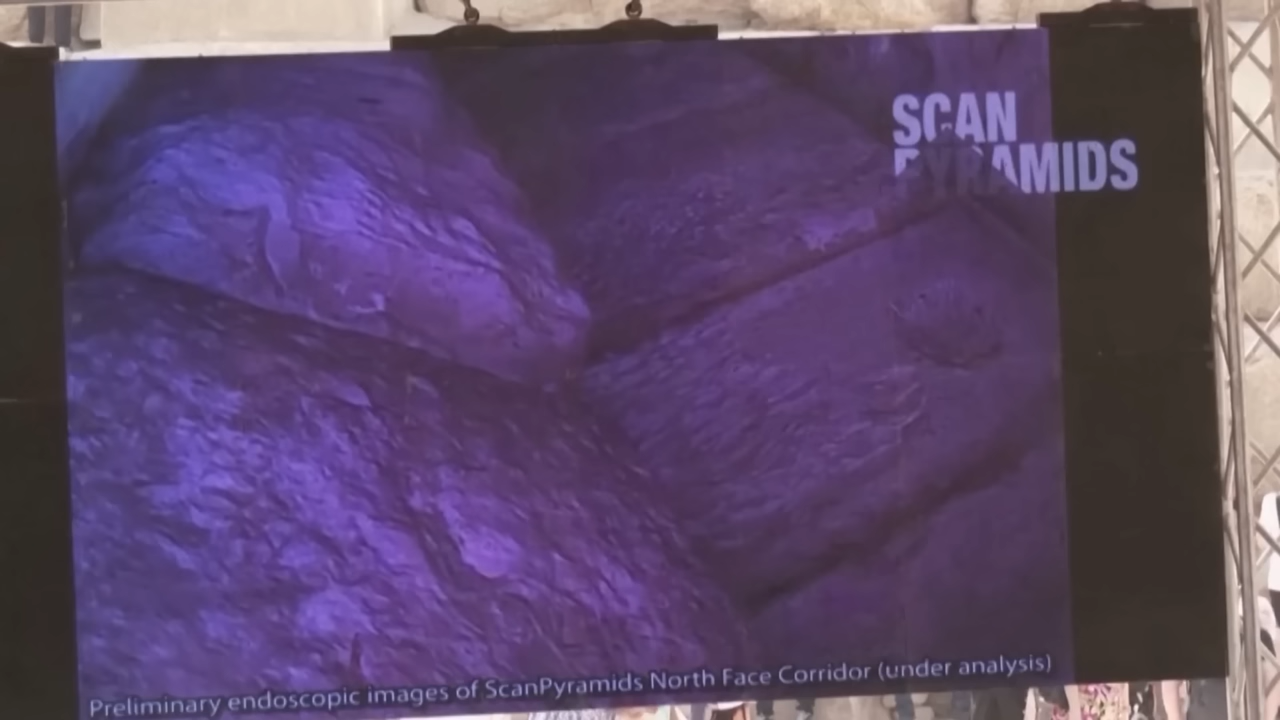 SCAN
PYRAMIDS
Preliminary endoscopic images of ScanPyramids North Face Corridor (under analysis)